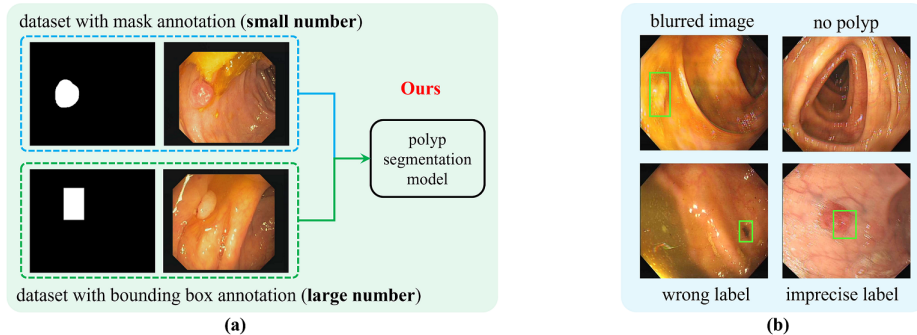 dataset with mask annotation (small number)
Ours
polyp
segmentation
model
dataset with bounding box annotation (large number)
(a)
blurred image
no polyp
wrong label
imprecise label
(b)